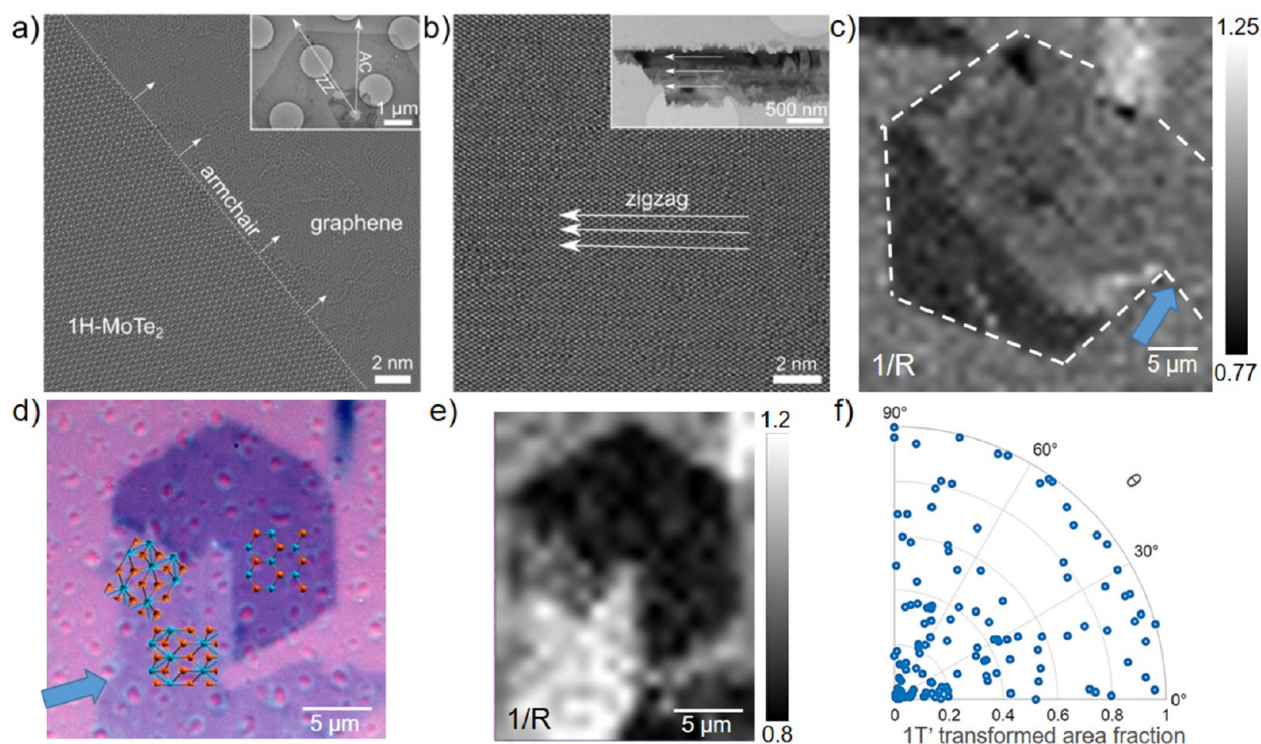 a)
armchair
graphene
1H-MoTe2
2 nm
ZZ
AC
1 µm
b)
zigzag
2 nm
500 nm
c)
1/R
5 µm
1.25
0.77
d)
5 µm
e)
1/R
5 µm
1.2
0.8
f)
90°
60°
30°
0°
0
0.2
0.4
0.6
0.8
1
1T’ transformed area fraction